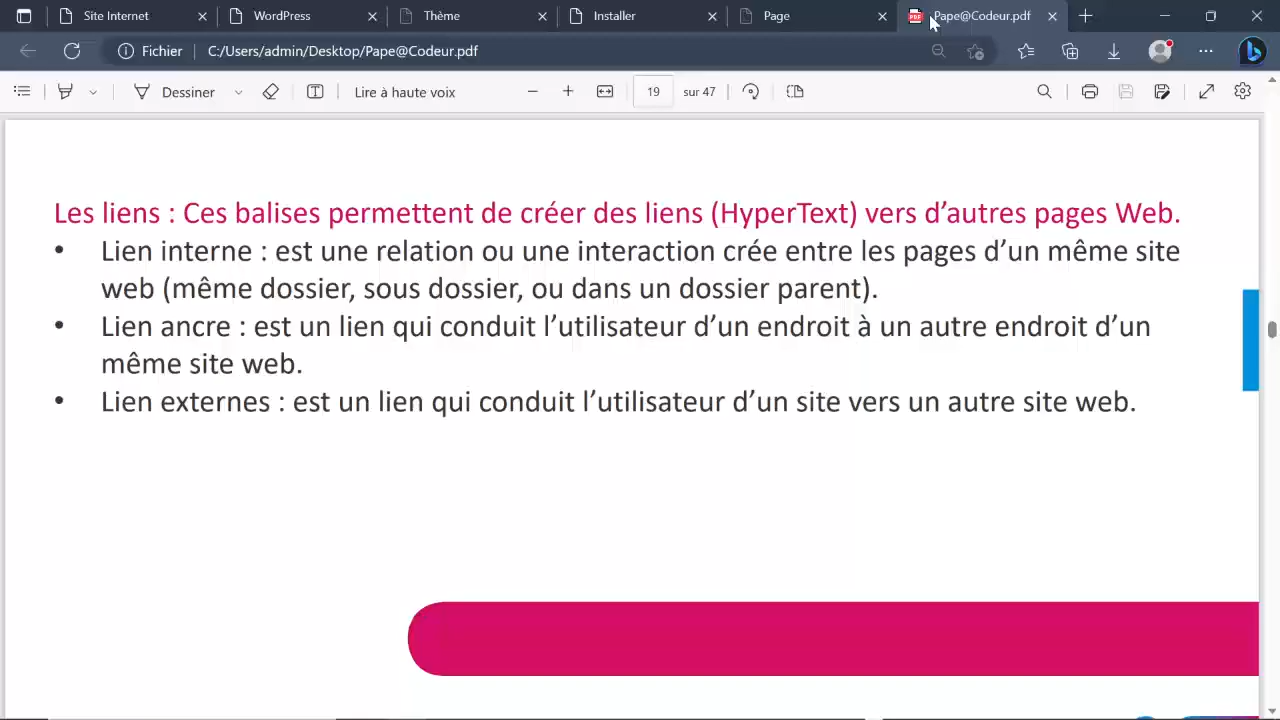 Site Internet
WordPress
Thème
Installer
Page
Pape@Codeur.pdf
Fichier
C:/Users/admin/Desktop/Pape@Codeur.pdf
Dessiner
Lire à haute voix
19
sur 47
Les liens : Ces balises permettent de créer des liens (HyperText) vers d’autres pages Web.
• Lien interne : est une relation ou une interaction crée entre les pages d’un même site
web (même dossier, sous dossier, ou dans un dossier parent).
• Lien ancre : est un lien qui conduit l’utilisateur d’un endroit à un autre endroit d’un
même site web.
• Lien externes : est un lien qui conduit l’utilisateur d’un site vers un autre site web.